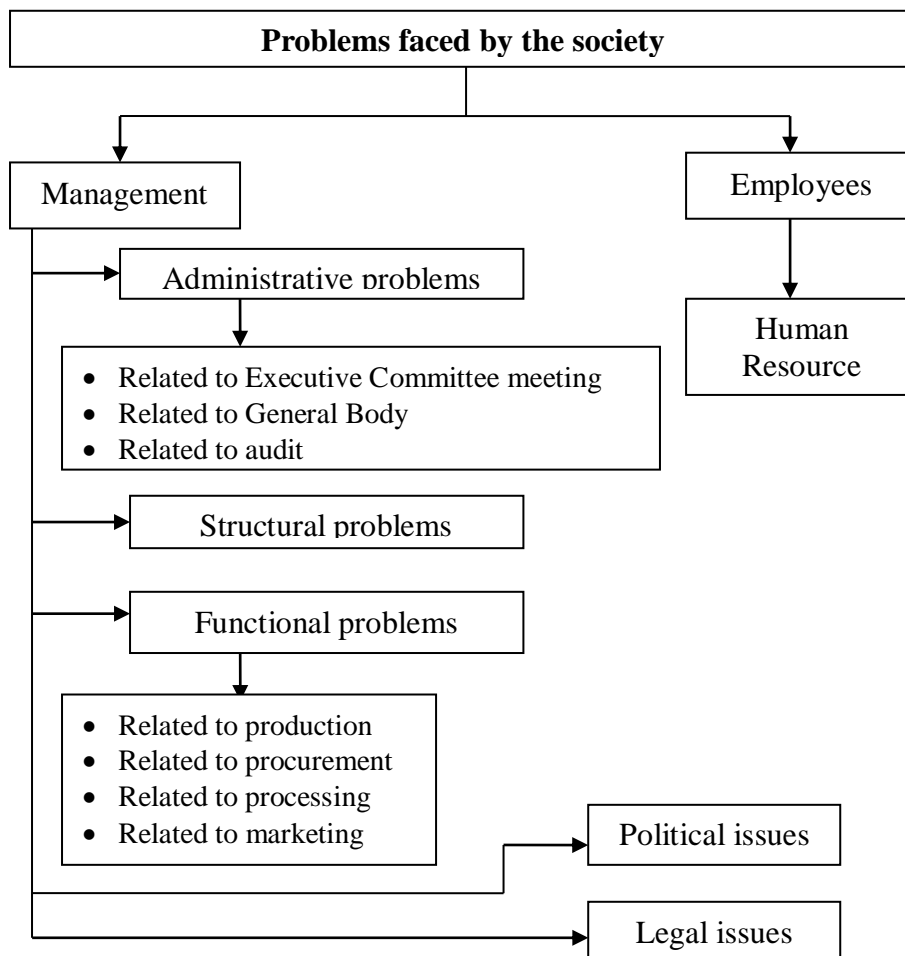 Problems faced by the society
Management
Employees
Administrative problems
Human
Resource
• Related to Executive Committee meeting
• Related to General Body
• Related to audit
Structural problems
Functional problems
• Related to production
• Related to procurement
• Related to processing
• Related to marketing
Political issues
Legal issues